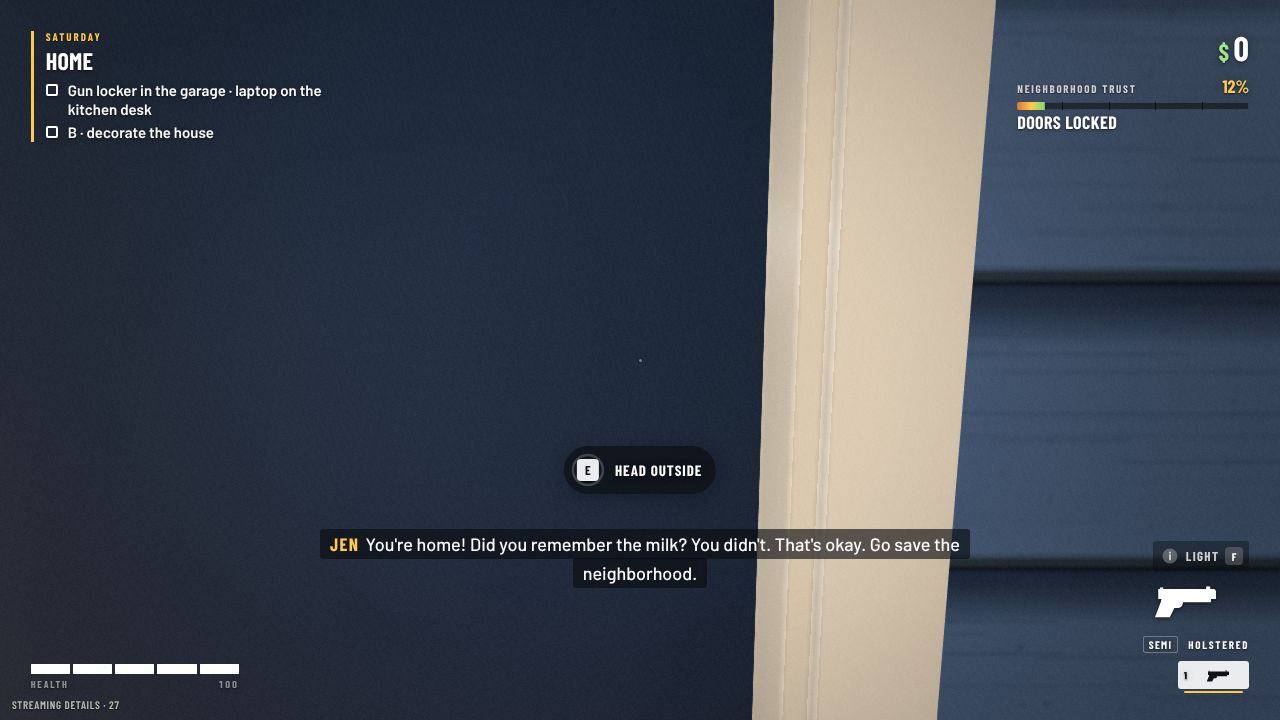 SATURDAY
HOME
Gun locker in the garage · laptop on the
kitchen desk
B · decorate the house
$0
NEIGHBORHOOD TRUST 12%
DOORS LOCKED
E HEAD OUTSIDE
JEN You're home! Did you remember the milk? You didn't. That's okay. Go save the
neighborhood.
i LIGHT F
SEMI HOLSTERED
1
HEALTH 100
STREAMING DETAILS · 27